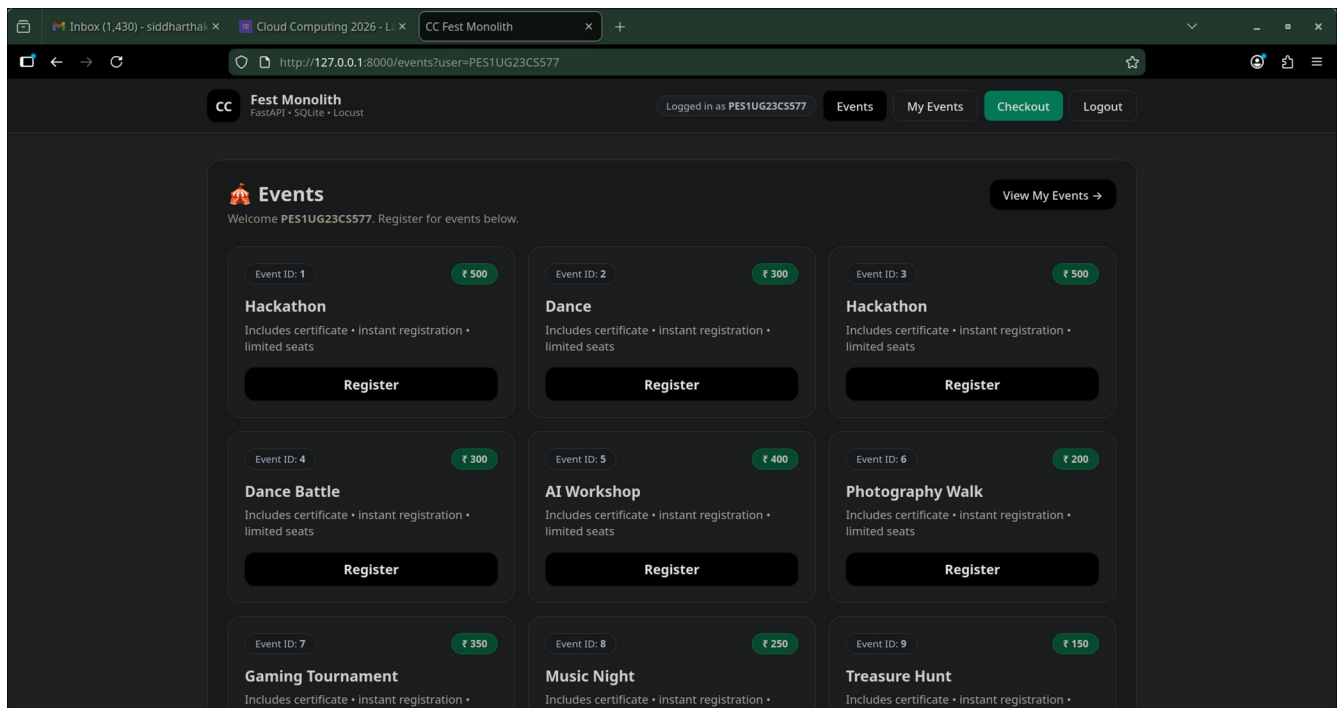 Inbox (1,430) - siddharthak
Cloud Computing 2026 - La
CC Fest Monolith
http://127.0.0.1:8000/events?user=PES1UG23CS577
CC
Fest Monolith
FastAPI • SQLite • Locust
Logged in as PES1UG23CS577
Events
My Events
Checkout
Logout
🎪 Events
Welcome PES1UG23CS577. Register for events below.
View My Events →
Event ID: 1
₹ 500
Hackathon
Includes certificate • instant registration •
limited seats
Register
Event ID: 2
₹ 300
Dance
Includes certificate • instant registration •
limited seats
Register
Event ID: 3
₹ 500
Hackathon
Includes certificate • instant registration •
limited seats
Register
Event ID: 4
₹ 300
Dance Battle
Includes certificate • instant registration •
limited seats
Register
Event ID: 5
₹ 400
AI Workshop
Includes certificate • instant registration •
limited seats
Register
Event ID: 6
₹ 200
Photography Walk
Includes certificate • instant registration •
limited seats
Register
Event ID: 7
₹ 350
Gaming Tournament
Includes certificate • instant registration •
Event ID: 8
₹ 250
Music Night
Includes certificate • instant registration •
Event ID: 9
₹ 150
Treasure Hunt
Includes certificate • instant registration •